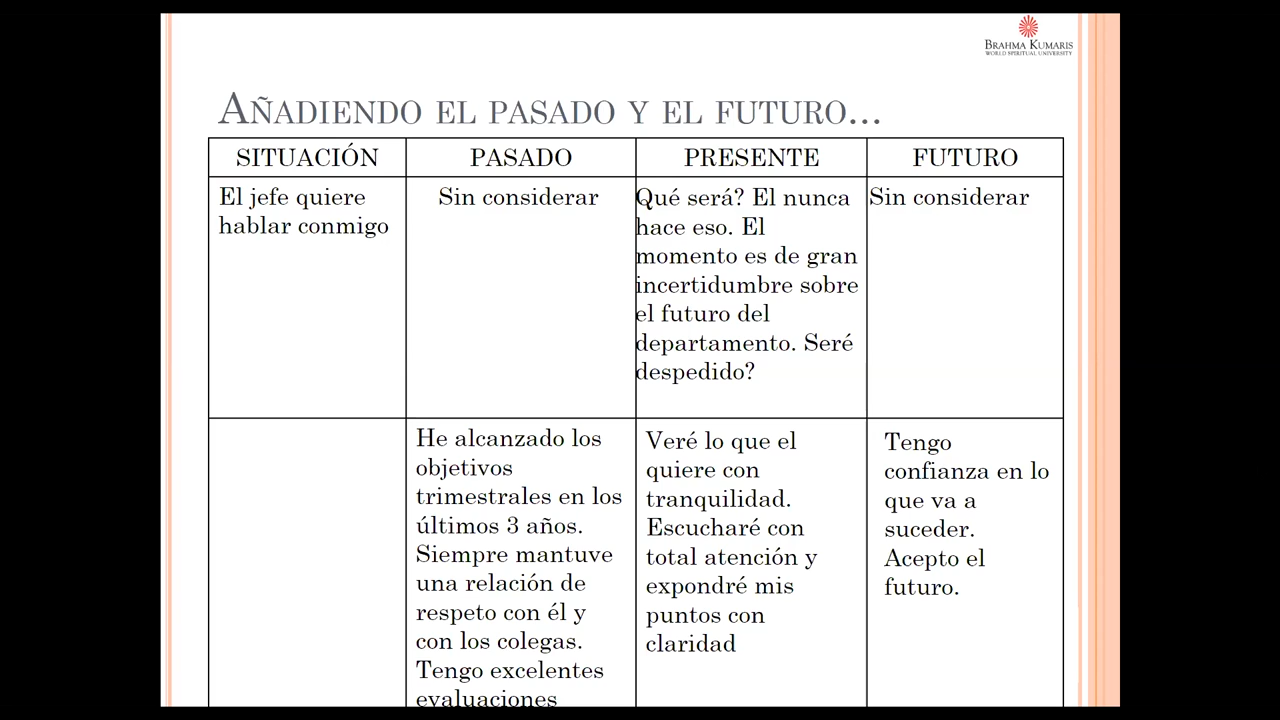 BRAHMA KUMARIS
WORLD SPIRITUAL UNIVERSITY
AÑADIENDO EL PASADO Y EL FUTURO...
SITUACIÓN
PASADO
PRESENTE
FUTURO
El jefe quiere
hablar conmigo
Sin considerar
Qué será? El nunca
hace eso. El
momento es de gran
incertidumbre sobre
el futuro del
departamento. Seré
despedido?
Sin considerar
He alcanzado los
objetivos
trimestrales en los
últimos 3 años.
Siempre mantuve
una relación de
respeto con él y
con los colegas.
Tengo excelentes
evaluaciones
Veré lo que el
quiere con
tranquilidad.
Escucharé con
total atención y
expondré mis
puntos con
claridad
Tengo
confianza en lo
que va a
suceder.
Acepto el
futuro.